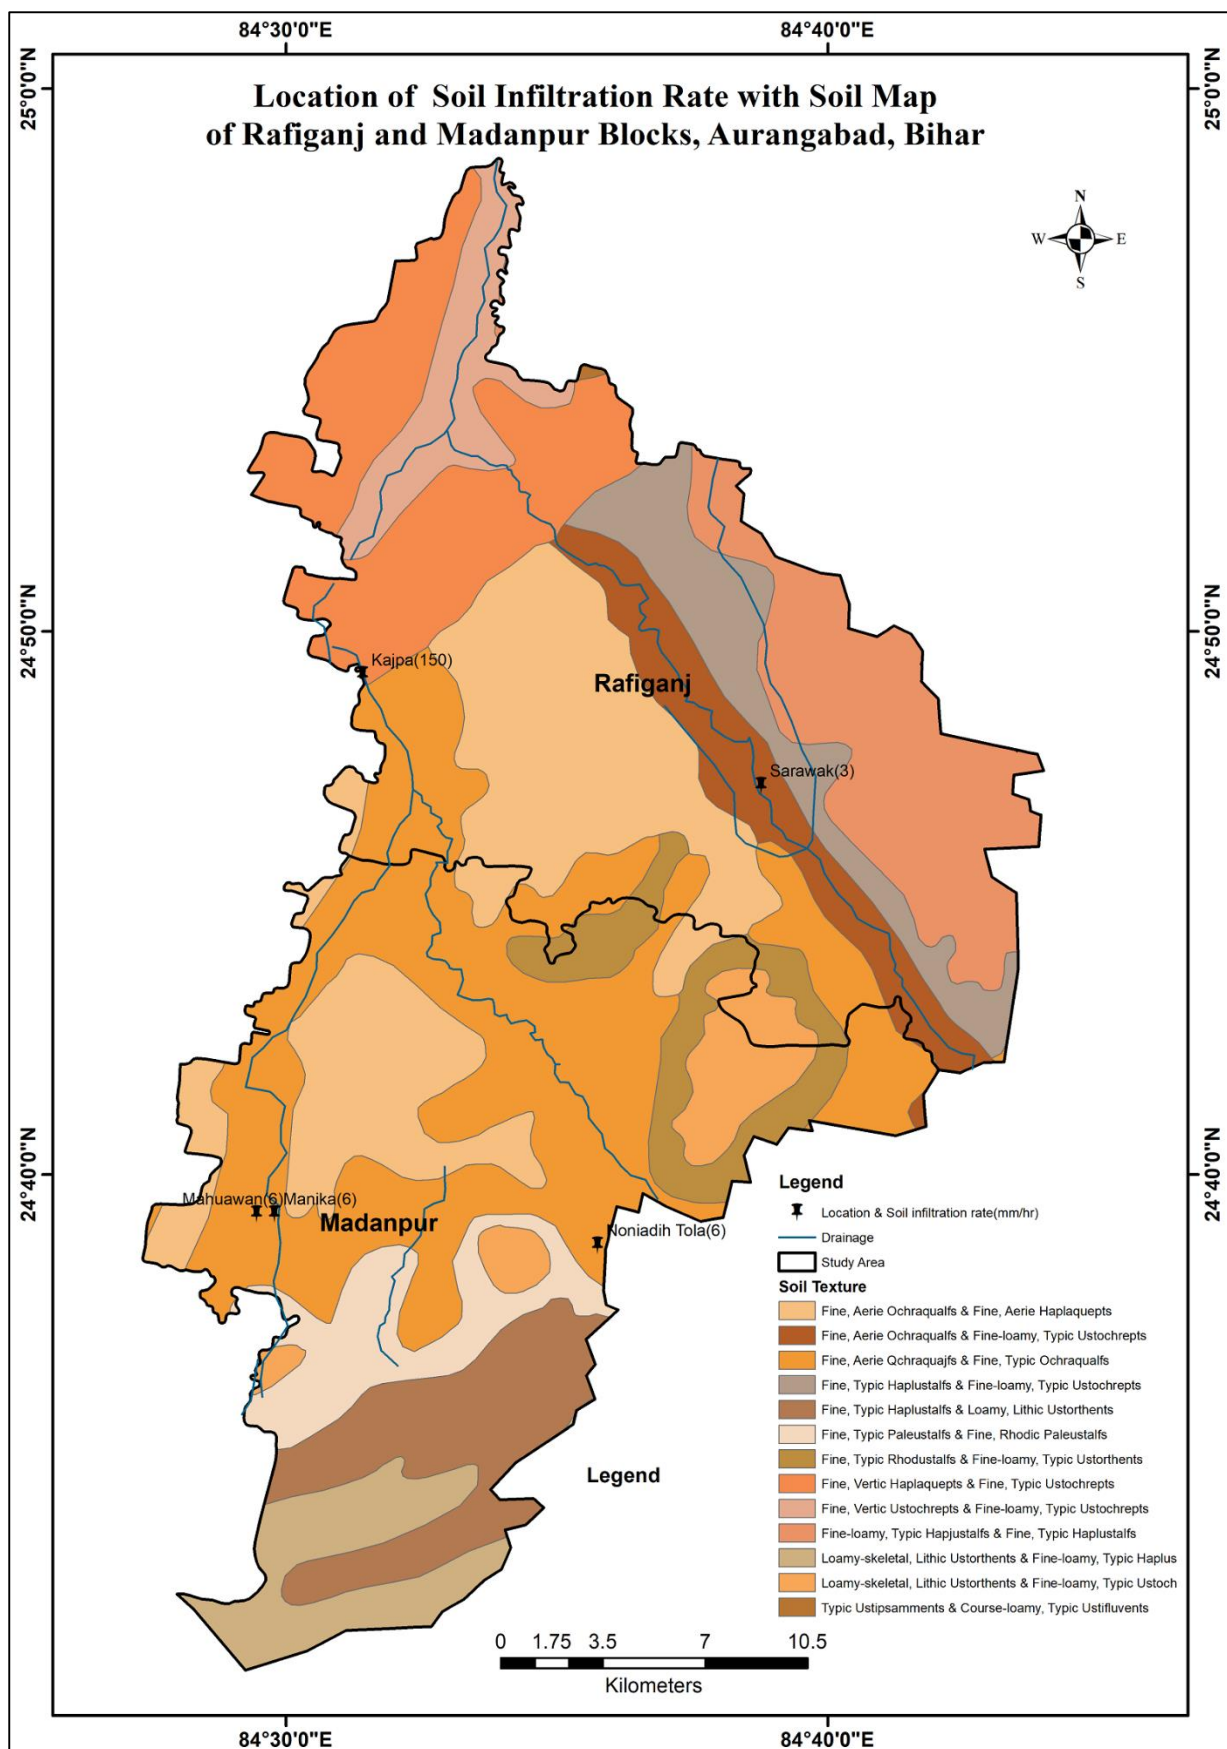 84°30'0"E
84°40'0"E
25°0'0"N
25°0'0"N
Location of Soil Infiltration Rate with Soil Map
of Rafiganj and Madanpur Blocks, Aurangabad, Bihar
N
W
E
S
24°50'0"N
24°50'0"N
Kajpa(150)
Rafiganj
Sarawak(3)
24°40'0"N
24°40'0"N
Mahuawan(6)
Manika(6)
Madanpur
Noniadih Tola(6)
Legend
Location & Soil infiltration rate(mm/hr)
Drainage
Study Area
Soil Texture
Fine, Aerie Ochraqualfs & Fine, Aerie Haplaquepts
Fine, Aerie Ochraqualfs & Fine-loamy, Typic Ustochrepts
Fine, Aerie Qchraquajfs & Fine, Typic Ochraqualfs
Fine, Typic Haplustalfs & Fine-loamy, Typic Ustochrepts
Fine, Typic Haplustalfs & Loamy, Lithic Ustorthents
Fine, Typic Paleustalfs & Fine, Rhodic Paleustalfs
Fine, Typic Rhodustalfs & Fine-loamy, Typic Ustorthents
Fine, Vertic Haplaquepts & Fine, Typic Ustochrepts
Fine, Vertic Ustochrepts & Fine-loamy, Typic Ustochrepts
Fine-loamy, Typic Hapjustalfs & Fine, Typic Haplustalfs
Loamy-skeletal, Lithic Ustorthents & Fine-loamy, Typic Haplus
Loamy-skeletal, Lithic Ustorthents & Fine-loamy, Typic Ustoch
Typic Ustipsamments & Course-loamy, Typic Ustifluvents
Legend
0 1.75 3.5 7 10.5
Kilometers
84°30'0"E
84°40'0"E